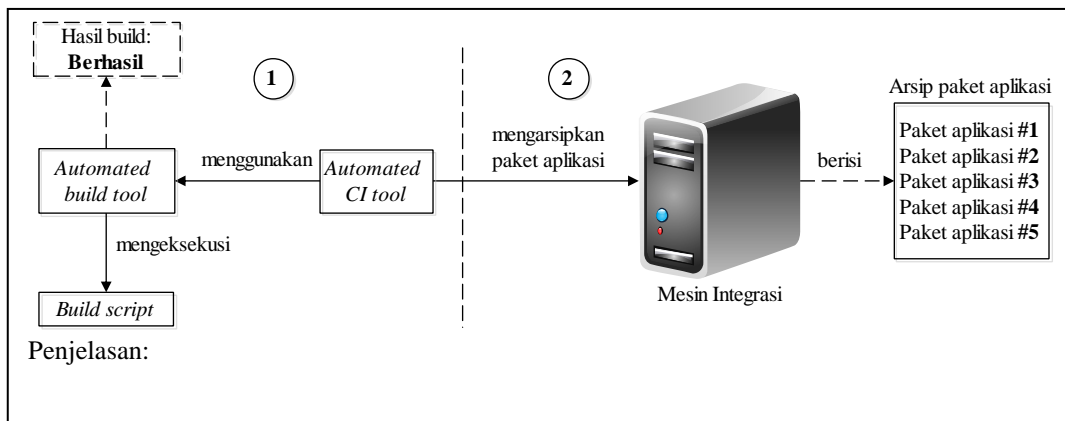 Hasil build:
Berhasil
1
2
Arsip paket aplikasi
Paket aplikasi #1
Paket aplikasi #2
Paket aplikasi #3
Paket aplikasi #4
Paket aplikasi #5
mengarsipkan
paket aplikasi
berisi
menggunakan
Automated
build tool
Automated
CI tool
mengeksekusi
Build script
Mesin Integrasi
Penjelasan: